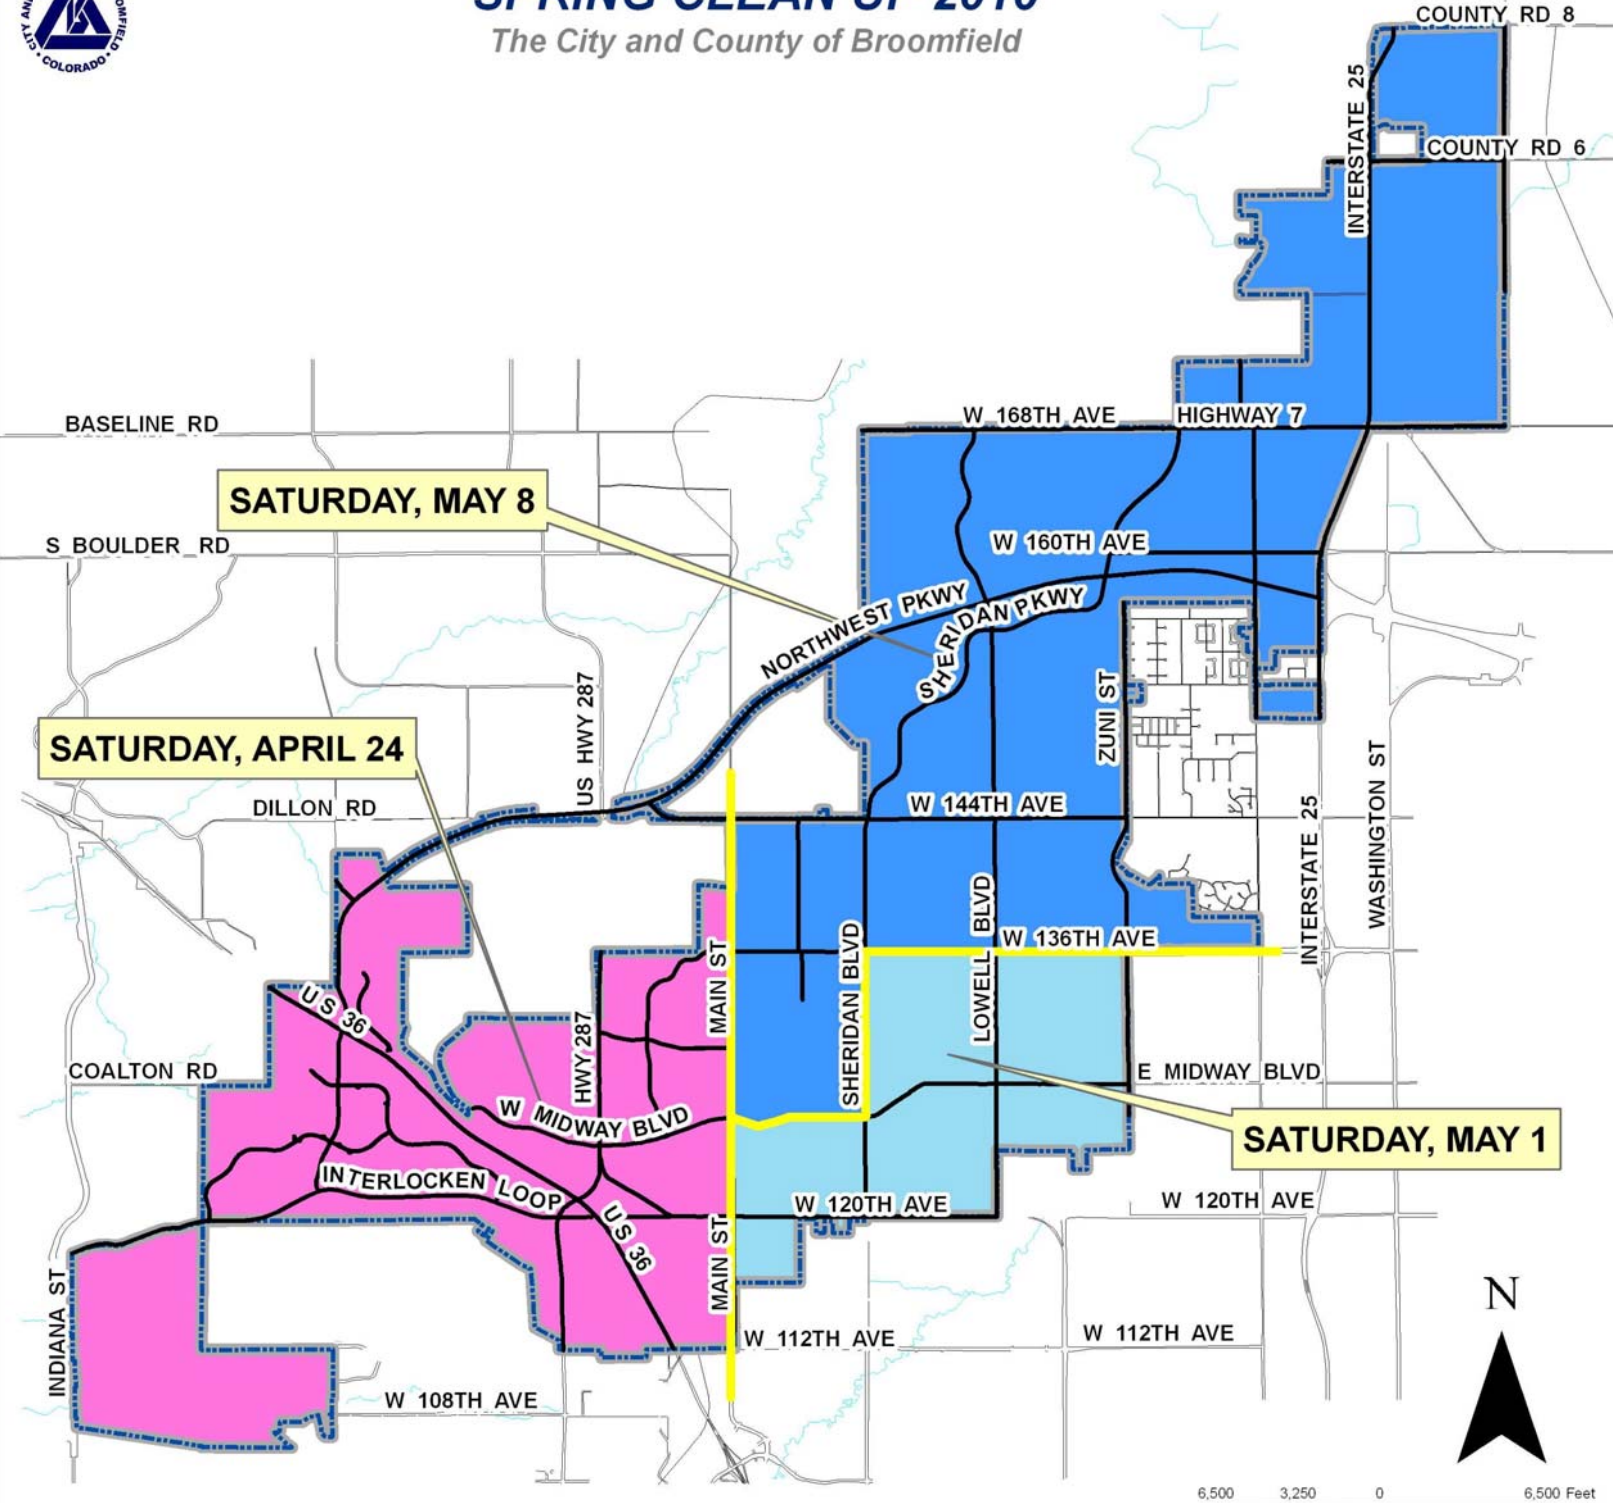 SPRING CLEAN UP 2010
The City and County of Broomfield
COLORADO
COUNTY RD 8
INTERSTATE 25
COUNTY RD 6
BASELINE RD
W 168TH AVE
HIGHWAY 7
SATURDAY, MAY 8
S BOULDER RD
W 160TH AVE
NORTHWEST PKWY
SHERIDAN PKWY
ZUNI ST
US HWY 287
SATURDAY, APRIL 24
DILLON RD
W 144TH AVE
WASHINGTON ST
INTERSTATE 25
LOWELL BLVD
SHERIDAN BLVD
W 136TH AVE
MAIN ST
US 36
HWY 287
COALTON RD
E MIDWAY BLVD
W MIDWAY BLVD
SATURDAY, MAY 1
INTERLOCKEN LOOP
W 120TH AVE
W 120TH AVE
US 36
MAIN ST
INDIANA ST
W 112TH AVE
W 112TH AVE
N
W 108TH AVE
6,500 3,250 0 6,500 Feet